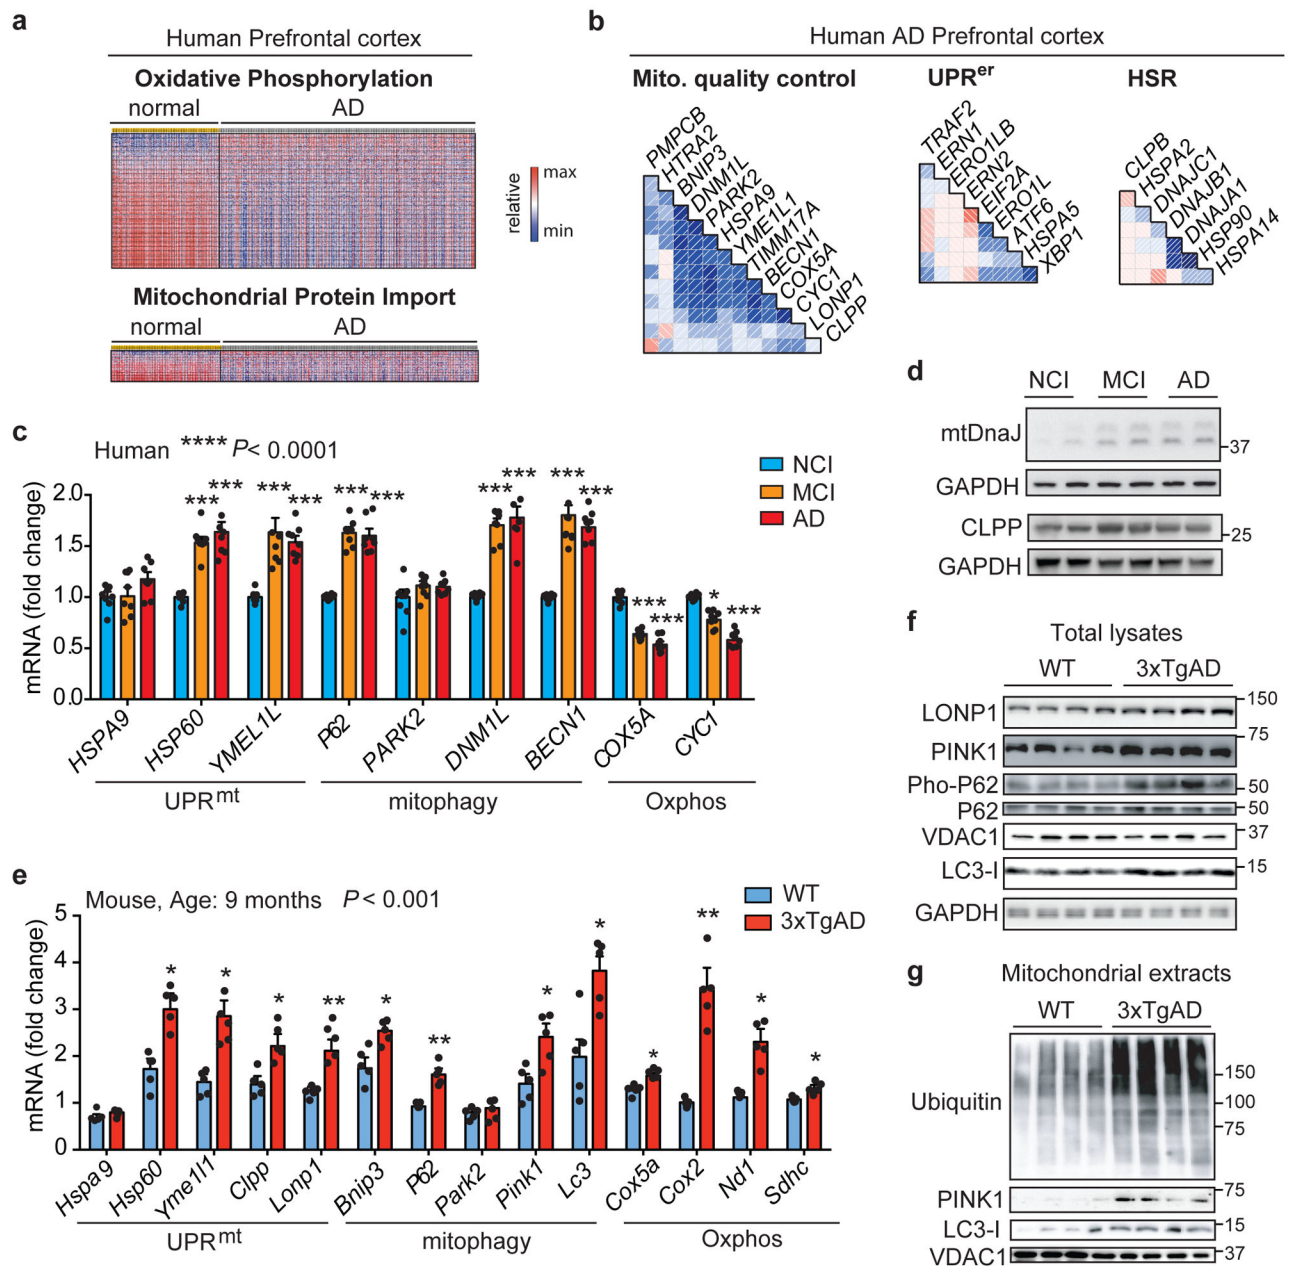 a
Human Prefrontal cortex
Oxidative Phosphorylation
normal AD
relative
max
min
Mitochondrial Protein Import
normal AD
b
Human AD Prefrontal cortex
Mito. quality control UPRer HSR
PMPCB
HTRA2
BNIP3
DNM1L
PARK2
HSPA9
YME1L1
TIMM17A
BECN1
COX5A
CYC1
LONP1
CLPP
TRAF2
ERN1
ERO1LB
ERN2
EIF2A
ERO1L
ATF6
HSPA5
XBP1
CLPB
HSPA2
DNAJC1
DNAJB1
DNAJA1
HSP90
HSPA14
c
Human **** P< 0.0001
NCI
MCI
AD
mRNA (fold change)
2.0
1.5
1.0
0.5
0.0
*** *** *** *** *** *** *** *** *** *** *** *** * ***
HSPA9 HSP60 YMEL1L P62 PARK2 DNM1L BECN1 COX5A CYC1
UPRmt mitophagy Oxphos
d
NCI MCI AD
mtDnaJ 37
GAPDH
CLPP 25
GAPDH
e
Mouse, Age: 9 months P < 0.001
WT
3xTgAD
mRNA (fold change)
5
4
3
2
1
0
* * * ** * ** * * * ** * *
Hspa9 Hsp60 Yme1l1 Clpp Lonp1 Bnip3 P62 Park2 Pink1 Lc3 Cox5a Cox2 Nd1 Sdhc
UPRmt mitophagy Oxphos
f
Total lysates
WT 3xTgAD
LONP1 150
PINK1 75
Pho-P62 50
P62 50
VDAC1 37
LC3-I 15
GAPDH
g
Mitochondrial extracts
WT 3xTgAD
Ubiquitin
150
100
75
PINK1 75
LC3-I 15
VDAC1 37